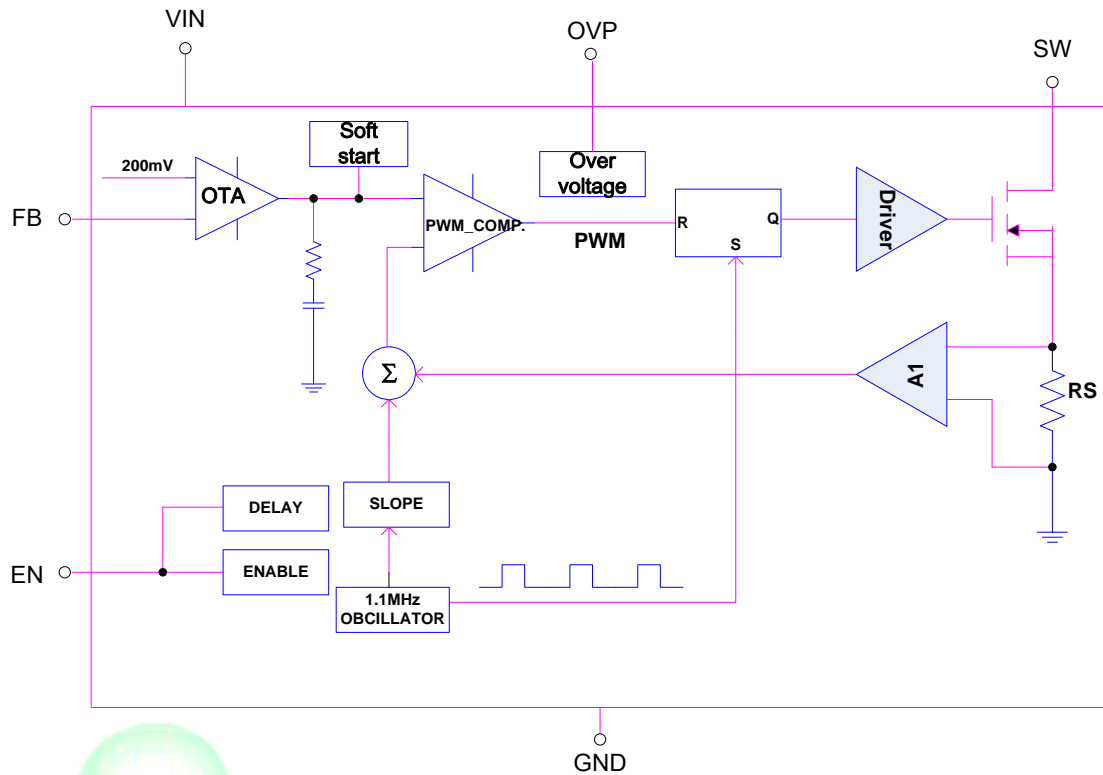 VIN
OVP
SW
Soft
start
200mV
OTA
Over
voltage
Driver
FB
PWM_COMP.
PWM
R
Q
S
Σ
A1
RS
DELAY
SLOPE
EN
ENABLE
1.1MHz
OBCILLATOR
GND